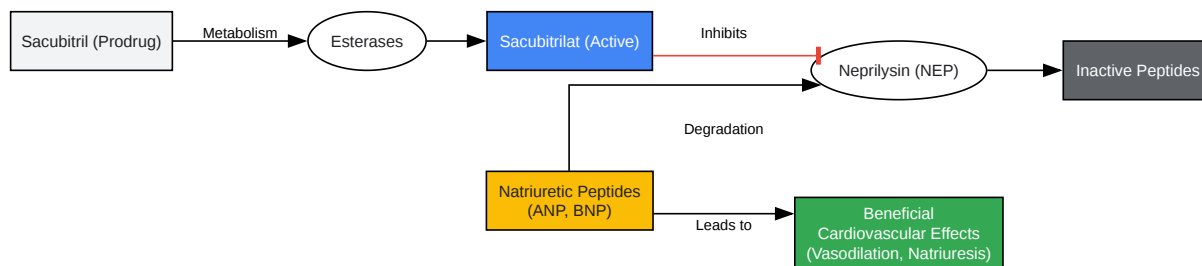 Sacubitril (Prodrug)
Metabolism
Esterases
Sacubitrilat (Active)
Inhibits
Neprilysin (NEP)
Inactive Peptides
Degradation
Natriuretic Peptides
(ANP, BNP)
Leads to
Beneficial
Cardiovascular Effects
(Vasodilation, Natriuresis)